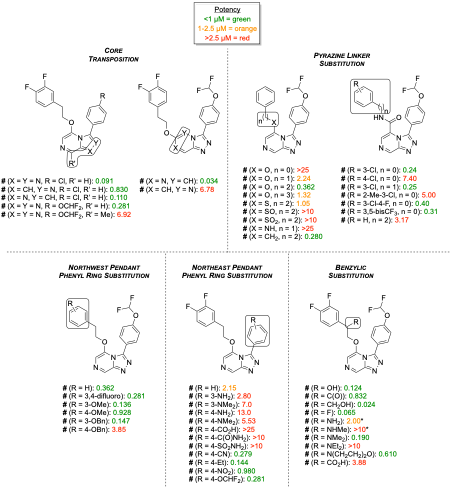 Potency
<1 µM = green
1-2.5 µM = orange
>2.5 µM = red
Core
Transposition
# (X = Y = N, R = Cl, R' = H): 0.091
# (X = CH, Y = N, R = Cl, R' = H): 0.830
# (X = N, Y = CH, R = Cl, R' = H): 0.110
# (X = Y = N, R = OCHF2, R' = H): 0.281
# (X = Y = N, R = OCHF2, R' = Me): 6.92
# (X = N, Y = CH): 0.034
# (X = CH, Y = N): 6.78
Pyrazine Linker
Substitution
# (X = O, n = 0): >25
# (X = O, n = 1): 2.24
# (X = O, n = 2): 0.362
# (X = O, n = 3): 1.32
# (X = S, n = 2): 1.05
# (X = SO, n = 2): >10
# (X = SO2, n = 2): >10
# (X = NH, n = 1): >25
# (X = CH2, n = 2): 0.280
# (R = 3-Cl, n = 0): 0.24
# (R = 4-Cl, n = 0): 7.40
# (R = 3-Cl, n = 1): 0.25
# (R = 2-Me-3-Cl, n = 0): 5.00
# (R = 3-Cl-4-F, n = 0): 0.40
# (R = 3,5-bisCF3, n = 0): 0.31
# (R = H, n = 2): 3.17
Northwest Pendant
Phenyl Ring Substitution
# (R = H): 0.362
# (R = 3,4-difluoro): 0.281
# (R = 3-OMe): 0.136
# (R = 4-OMe): 0.928
# (R = 3-OBn): 0.147
# (R = 4-OBn): 3.85
Northeast Pendant
Phenyl Ring Substitution
# (R = H): 2.15
# (R = 3-NH2): 2.80
# (R = 3-NMe2): 7.0
# (R = 4-NH2): 13.0
# (R = 4-NMe2): 5.53
# (R = 4-CO2H): >25
# (R = 4-C(O)NH2): >10
# (R = 4-SO2NH2): >10
# (R = 4-CN): 0.279
# (R = 4-Et): 0.144
# (R = 4-NO2): 0.980
# (R = 4-OCHF2): 0.281
Benzylic
Substitution
# (R = OH): 0.124
# (R = C(O)): 0.832
# (R = CH2OH): 0.024
# (R = F): 0.065
# (R = NH2): 2.00*
# (R = NHMe): >10*
# (R = NMe2): 0.190
# (R = NEt2): >10
# (R = N(CH2CH2)2O): 0.610
# (R = CO2H): 3.88